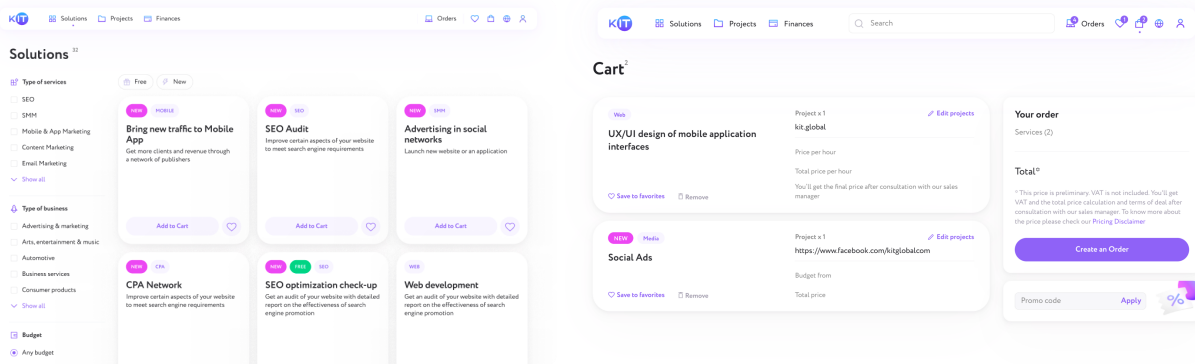 KIT
Solutions
Projects
Finances
Orders
Solutions 32
Type of services
SEO
SMM
Mobile & App Marketing
Content Marketing
Email Marketing
Show all
Type of business
Advertising & marketing
Arts, entertainment & music
Automotive
Business services
Consumer products
Show all
Budget
Any budget
Free
New
NEW MOBILE
Bring new traffic to Mobile
App
Get more clients and revenue through
a network of publishers
Add to Cart
NEW SEO
SEO Audit
Improve certain aspects of your website
to meet search engine requirements
Add to Cart
NEW SMM
Advertising in social
networks
Launch new website or an application
Add to Cart
NEW CPA
CPA Network
Improve certain aspects of your website
to meet search engine requirements
NEW FREE SEO
SEO optimization check-up
Get an audit of your website with detailed
report on the effectiveness of search
engine promotion
WEB
Web development
Get an audit of your website with detailed
report on the effectiveness of search
engine promotion
KIT
Solutions
Projects
Finances
Search
4
Orders
1
2
Cart 2
Web
UX/UI design of mobile application
interfaces
Save to favorites
Remove
Project x 1
Edit projects
kit.global
Price per hour
Total price per hour
You'll get the final price after consultation with our sales
manager
NEW Media
Social Ads
Save to favorites
Remove
Project x 1
Edit projects
https://www.facebook.com/kitglobalcom
Budget from
Total price
Your order
Services (2)
Total*
* This price is preliminary. VAT is not included. You'll get
VAT and the total price calculation and terms of deal after
consultation with our sales manager. To know more about
the price please check our Pricing Disclaimer
Create an Order
Promo code
Apply
%